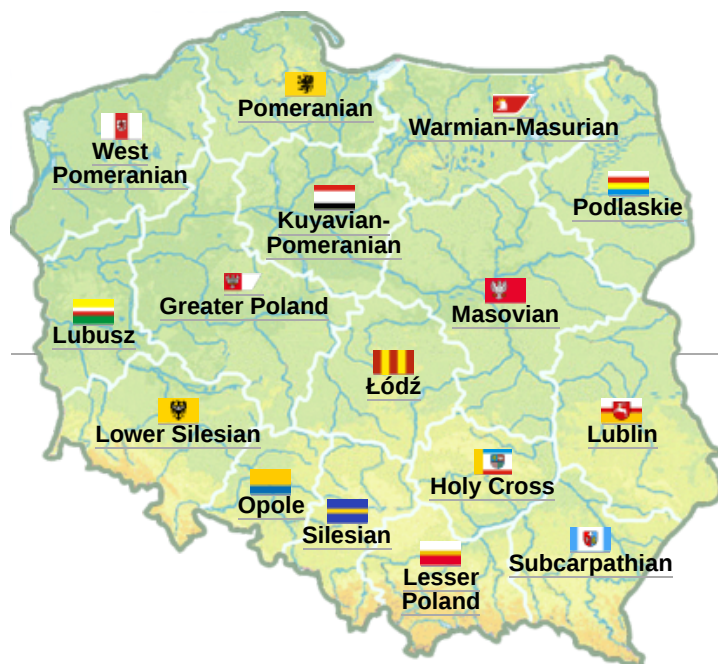 Pomeranian
Warmian-Masurian
West
Pomeranian
Podlaskie
Kuyavian-
Pomeranian
Greater Poland
Masovian
Lubusz
Łódź
Lower Silesian
Lublin
Holy Cross
Opole
Silesian
Subcarpathian
Lesser
Poland